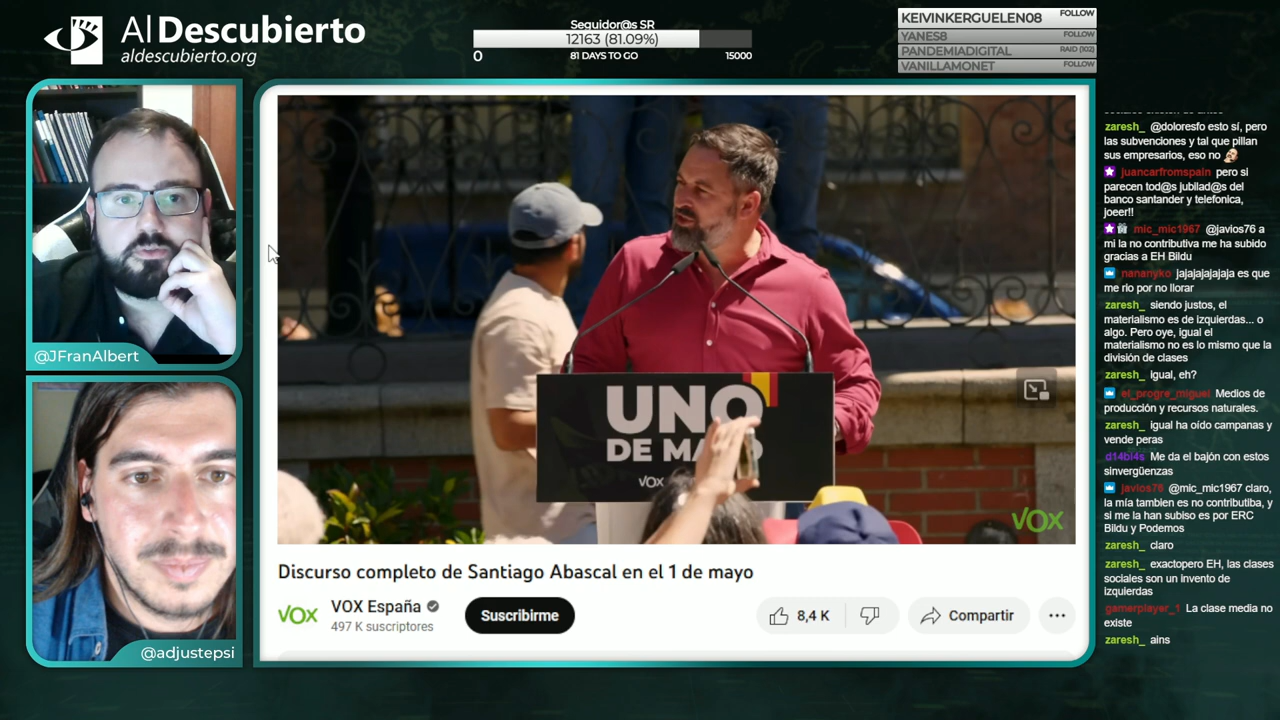 Al Descubierto
aldescubierto.org
Seguidor@s SR
12163 (81.09%)
0
81 DAYS TO GO
15000
KEIVINKERGUELEN08 FOLLOW
YANES8 FOLLOW
PANDEMIADIGITAL RAID (102)
VANILLAMONET FOLLOW
@JFranAlbert
@adjustepsi
UNO
DE MAYO
VOX
VOX
Discurso completo de Santiago Abascal en el 1 de mayo
VOX
VOX España
497 K suscriptores
Suscribirme
8,4 K
Compartir
zaresh_ @doloresfo esto sí, pero
las subvenciones y tal que pillan
sus empresarios, eso no
juancarfromspain pero si
parecen tod@s jubilad@s del
banco santander y telefonica,
joeer!!
mic_mic1967 @javios76 a
mi la no contributiva me ha subido
gracias a EH Bildu
nananyko jajajajajaja es que
me rio por no llorar
zaresh_ siendo justos, el
materialismo es de izquierdas... o
algo. Pero oye, igual el
materialismo no es lo mismo que la
división de clases
zaresh_ igual, eh?
el_progre_miguel Medios de
producción y recursos naturales.
zaresh_ igual ha oído campanas y
vende peras
d14bl4s Me da el bajón con estos
sinvergüenzas
javios76 @mic_mic1967 claro,
la mía tambien es no contributiba, y
si me la han subiso es por ERC
Bildu y Podemos
zaresh_ claro
zaresh_ exactopero EH, las clases
sociales son un invento de
izquierdas
gamerplayer_1 La clase media no
existe
zaresh_ ains